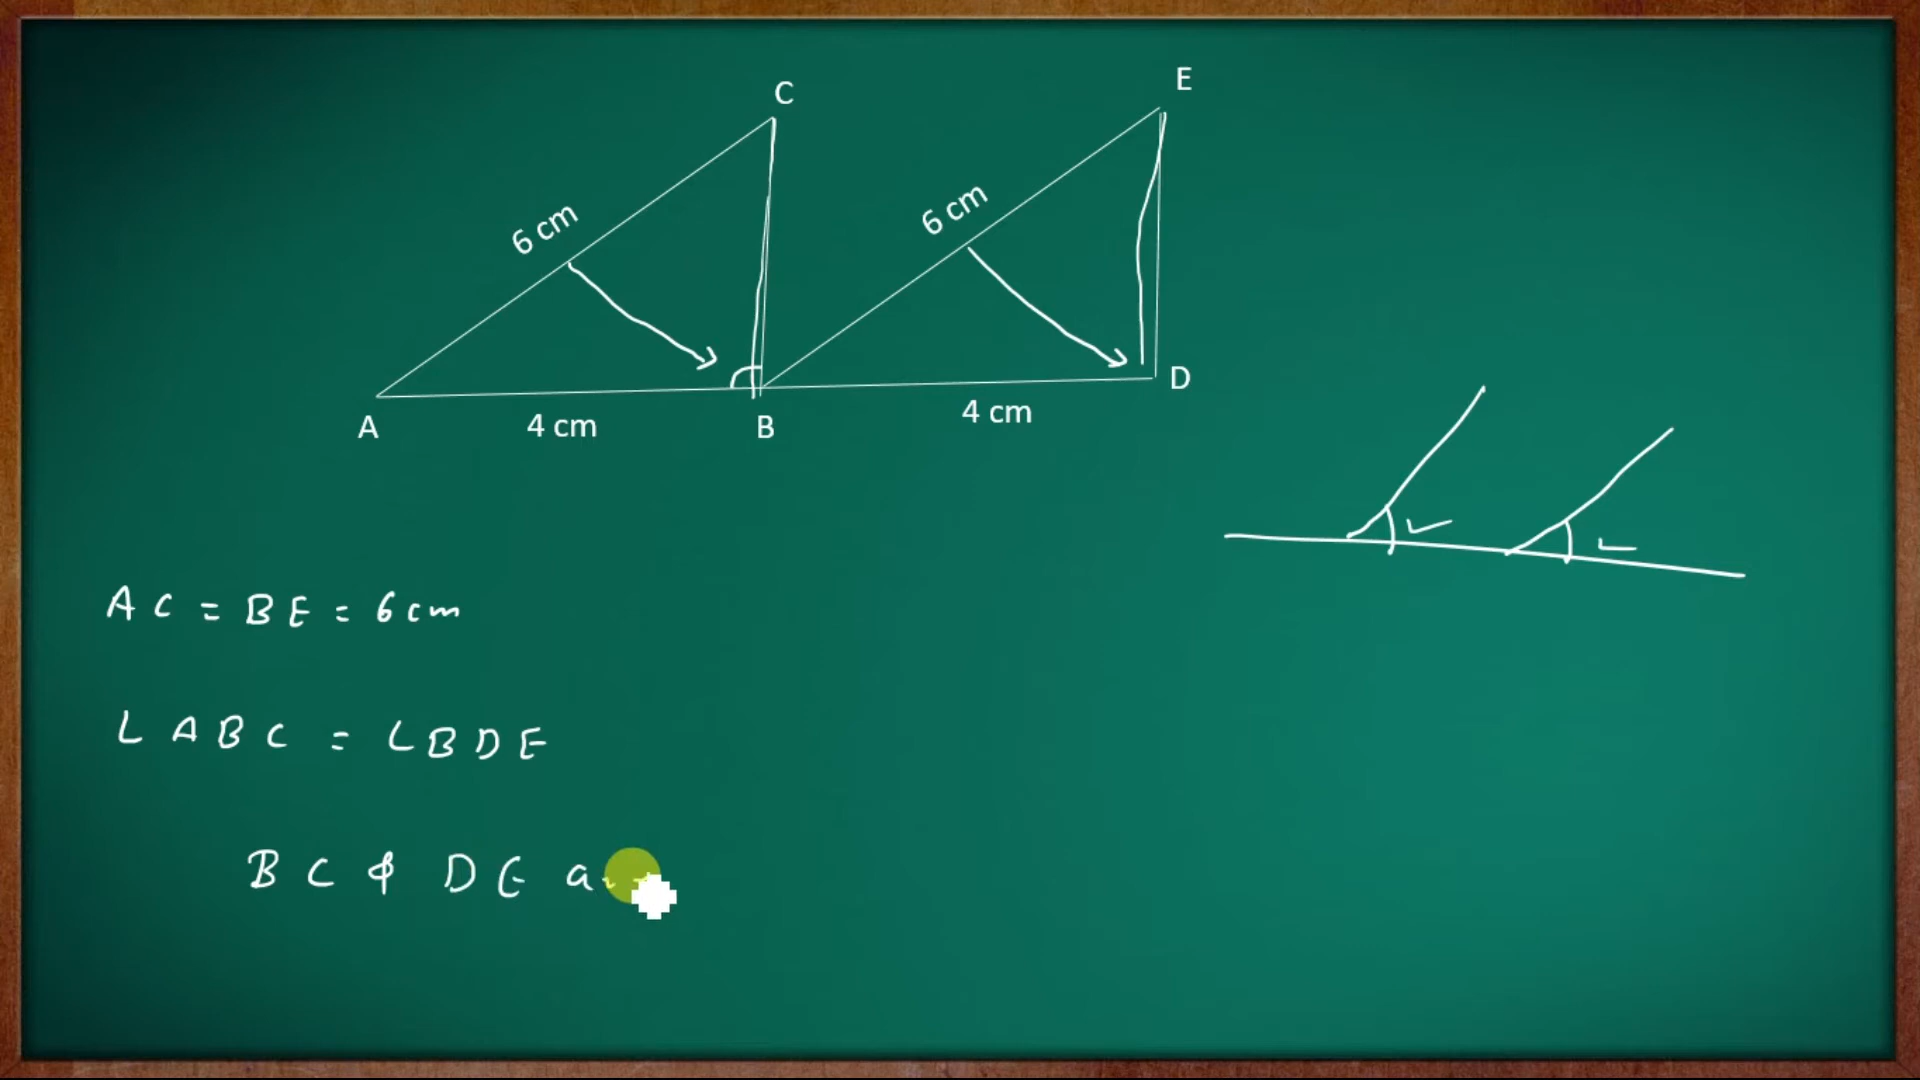 C
E
6 cm
6 cm
A
4 cm
B
4 cm
D
AC = BE = 6cm
∠ABC = ∠BDE
BC & DE